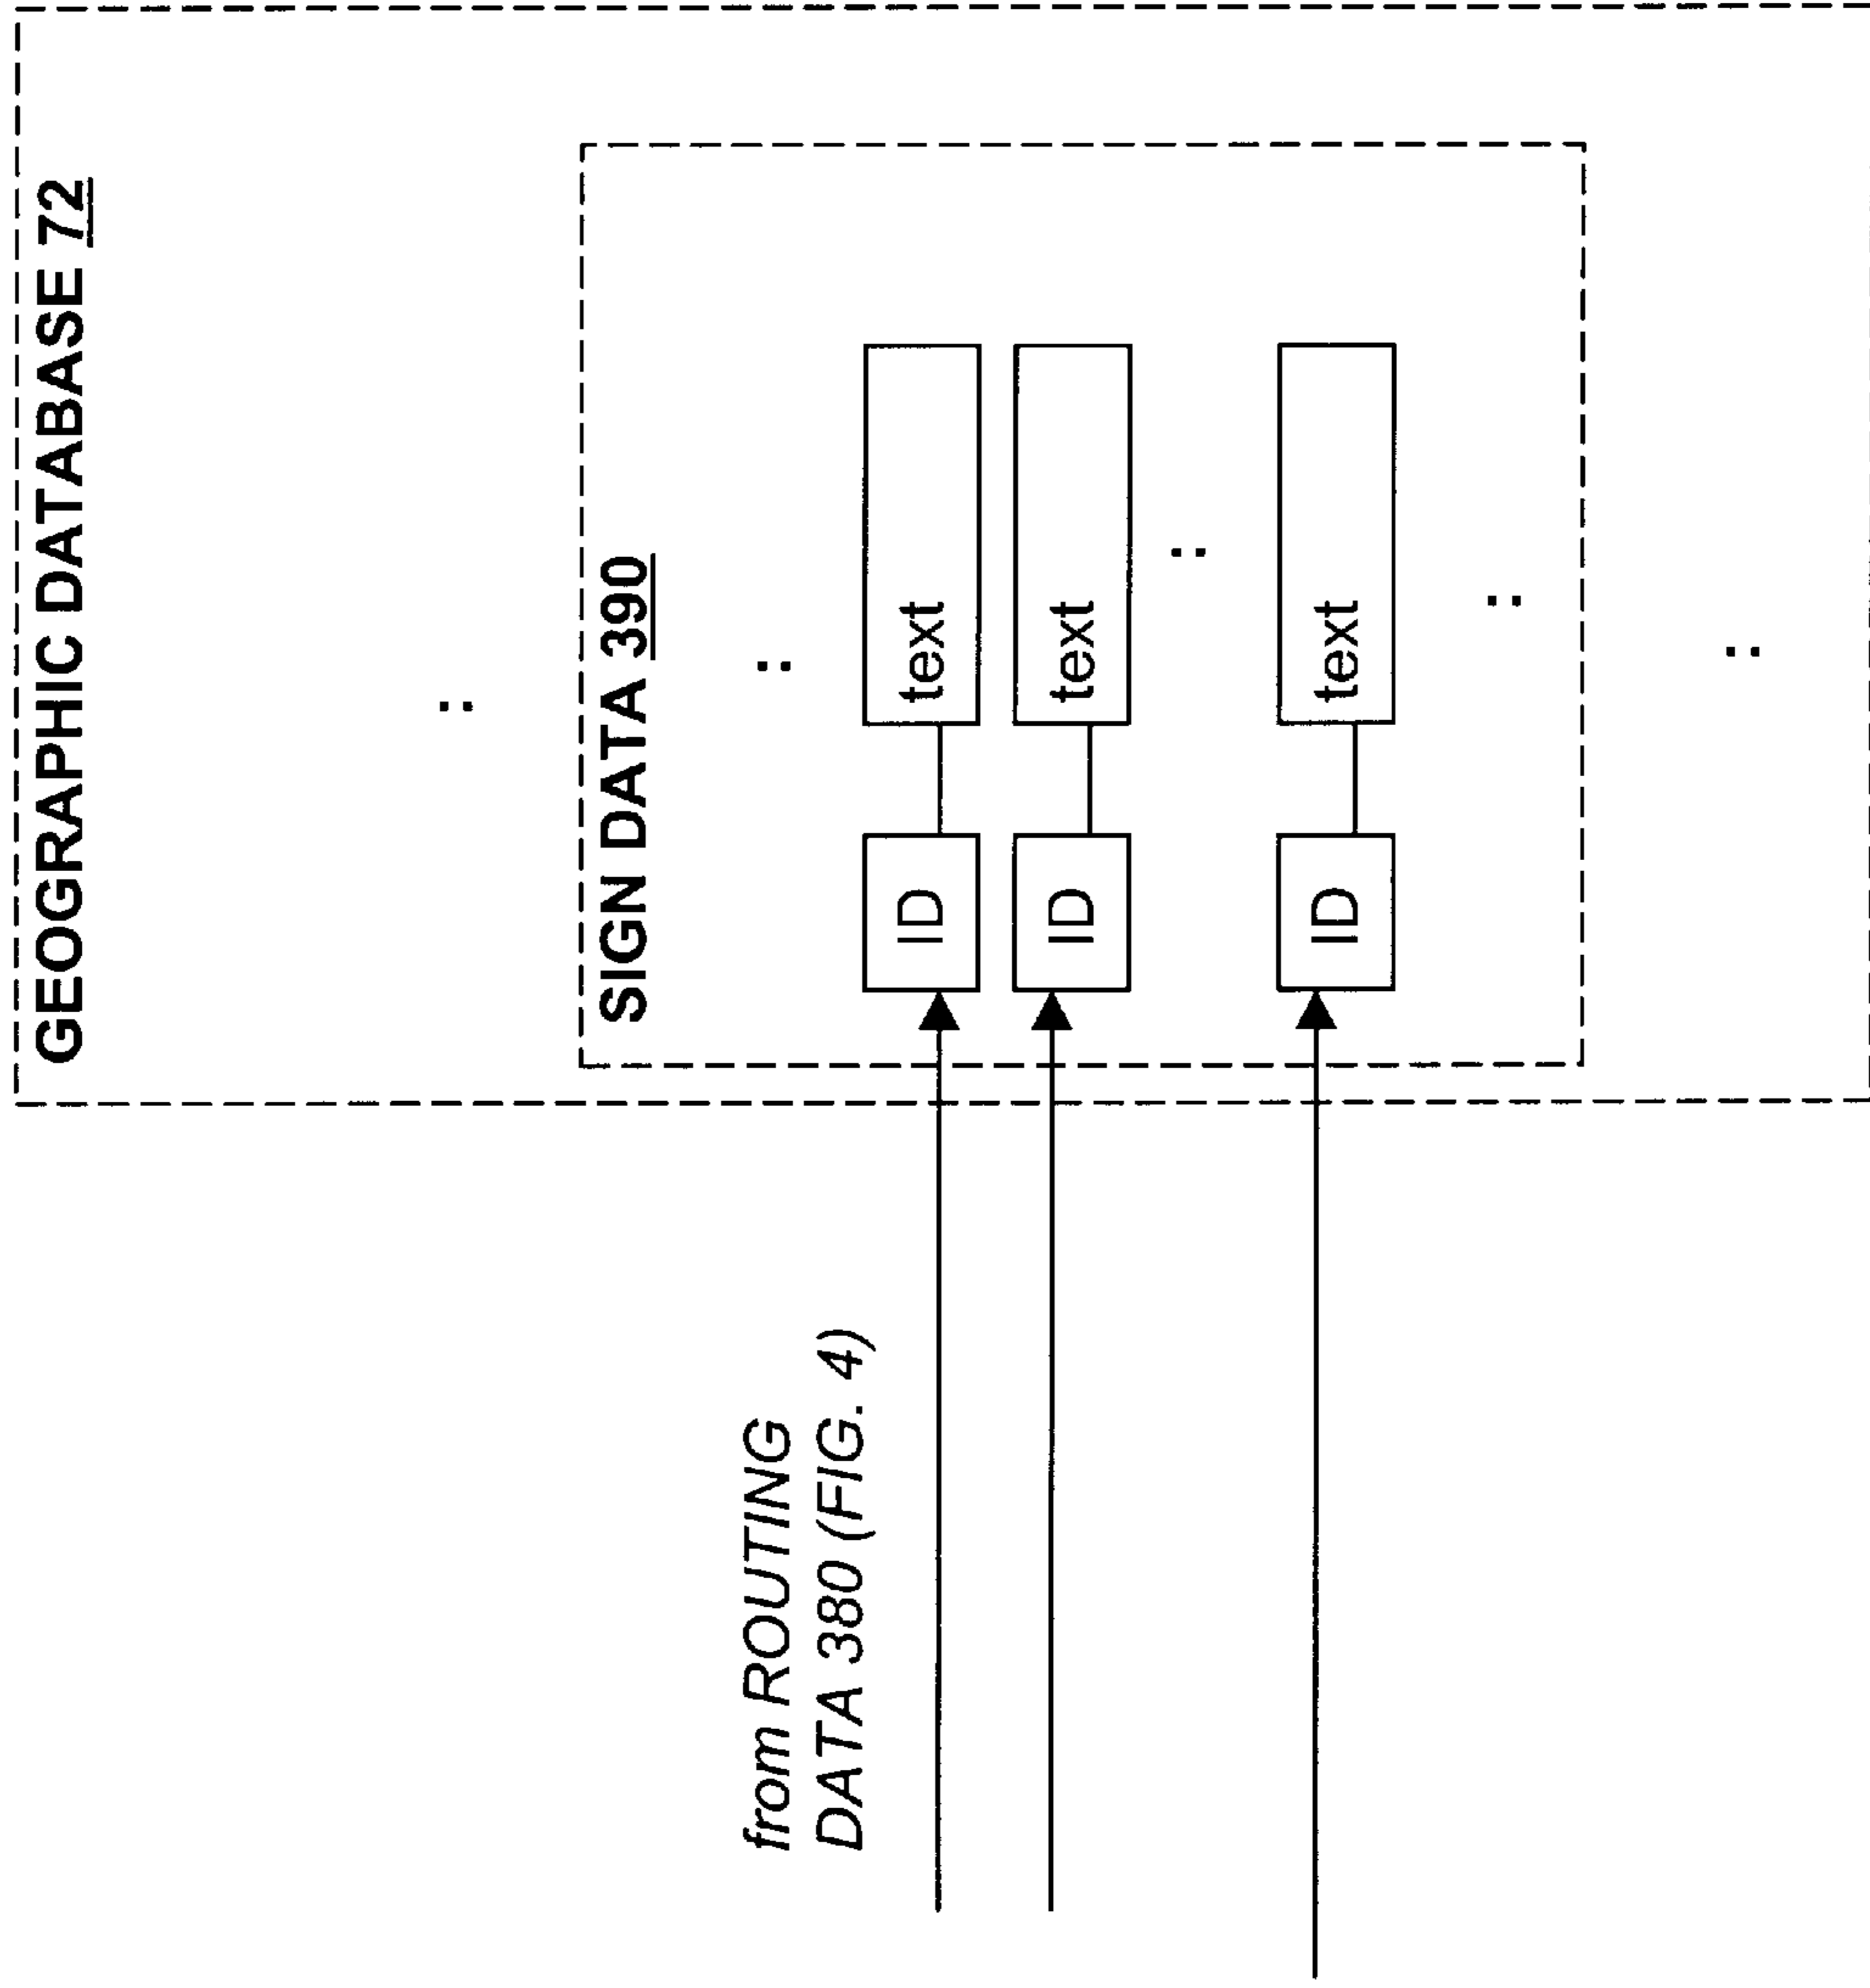 GEOGRAPHIC DATABASE 72
:
SIGN DATA 390
:
from ROUTING
DATA 380 (FIG. 4)
ID text
ID text
:
ID text
:
: